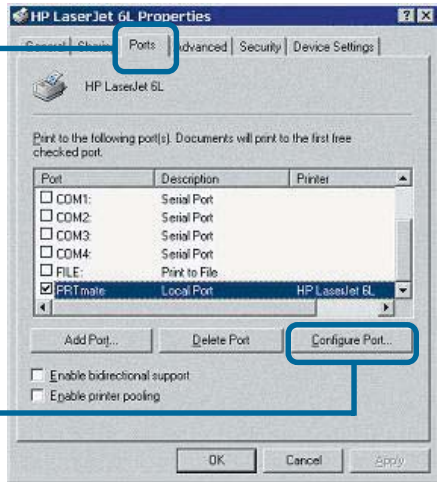 HP LaserJet 6L Properties
General Sharing Ports Advanced Security Device Settings
HP LaserJet 6L
Print to the following port(s). Documents will print to the first free
checked port.
Port Description Printer
COM1: Serial Port
COM2: Serial Port
COM3: Serial Port
COM4: Serial Port
FILE: Print to File
PRTmate Local Port HP LaserJet 6L
Add Port... Delete Port Configure Port...
Enable bidirectional support
Enable printer pooling
OK Cancel Apply